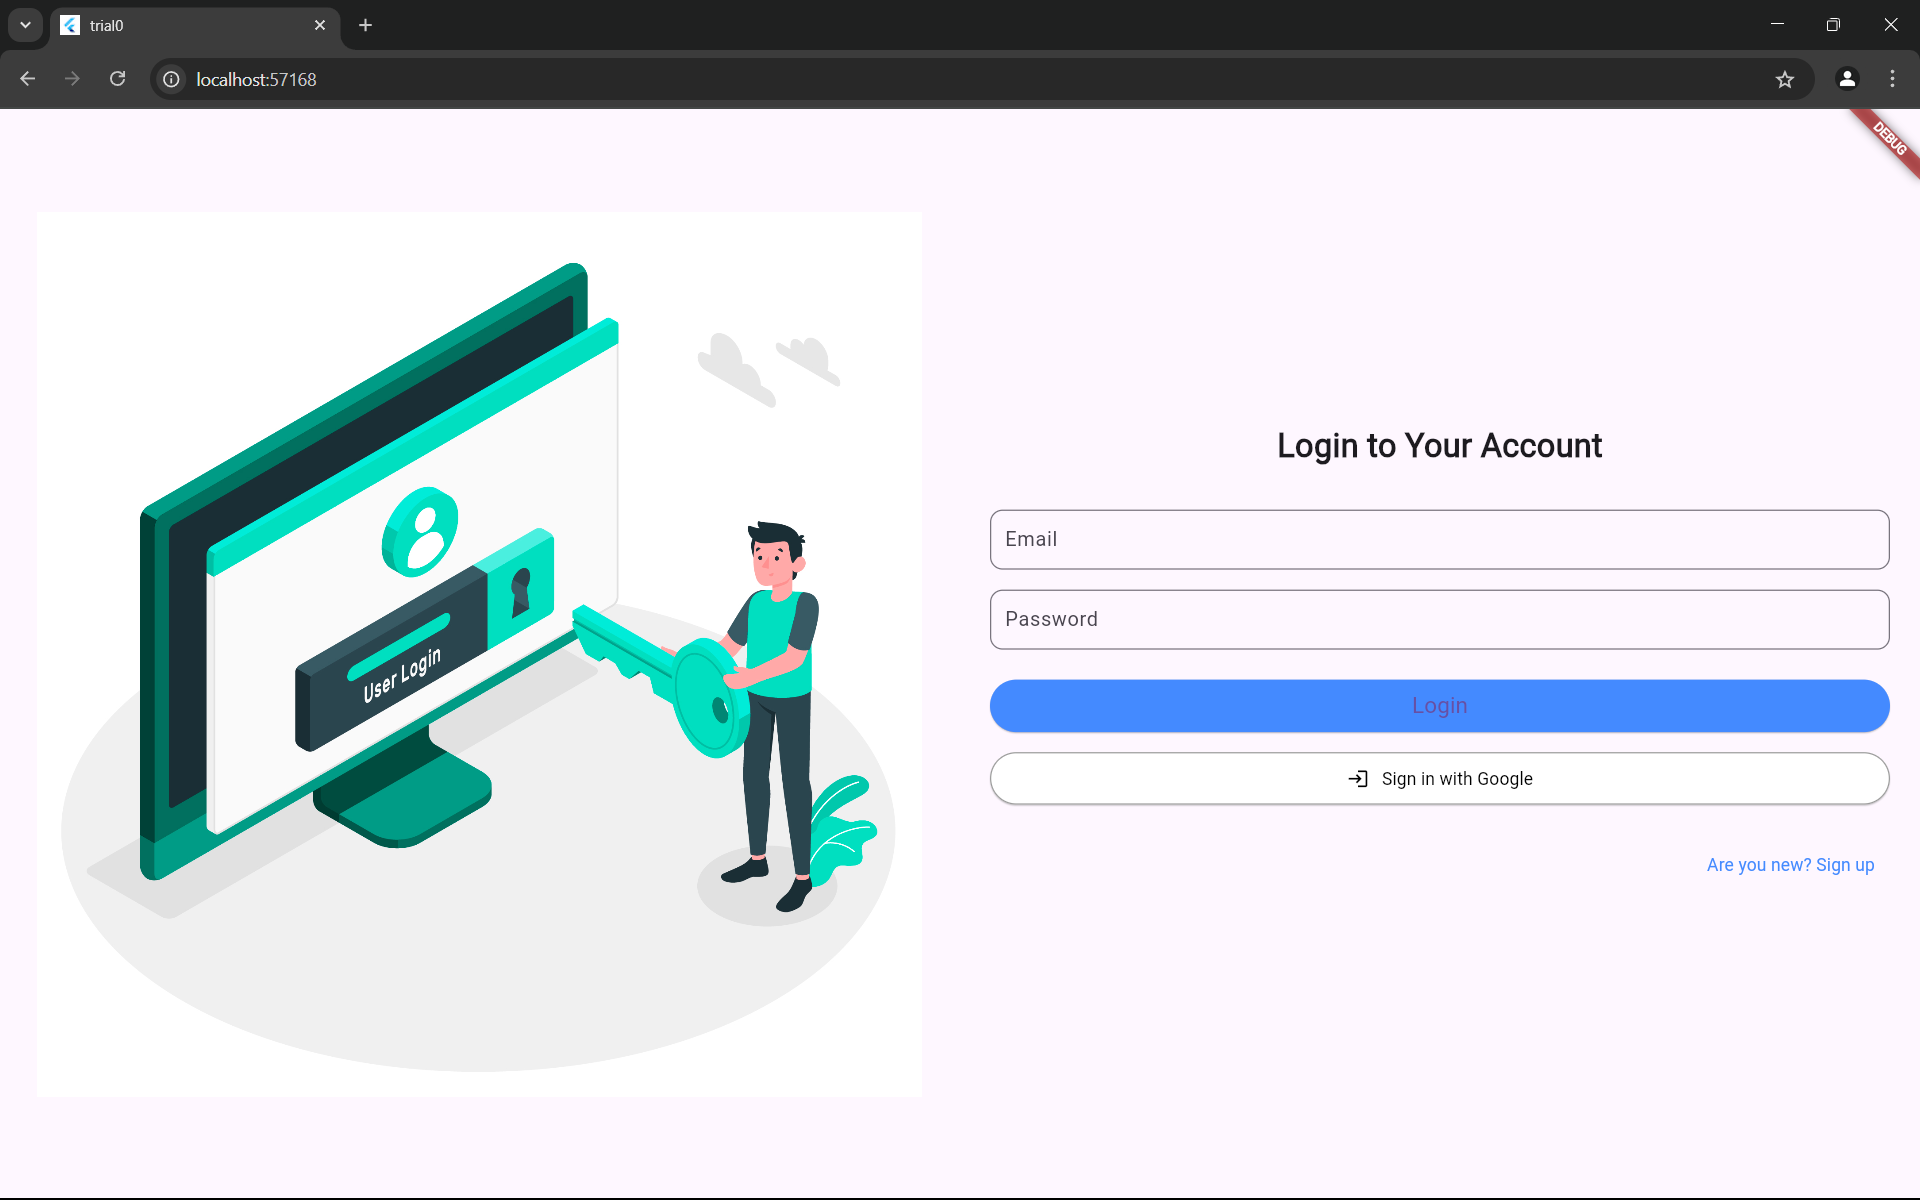 trial0
localhost:57168
DEBUG
User Login
Login to Your Account
Email
Password
Login
Sign in with Google
Are you new? Sign up